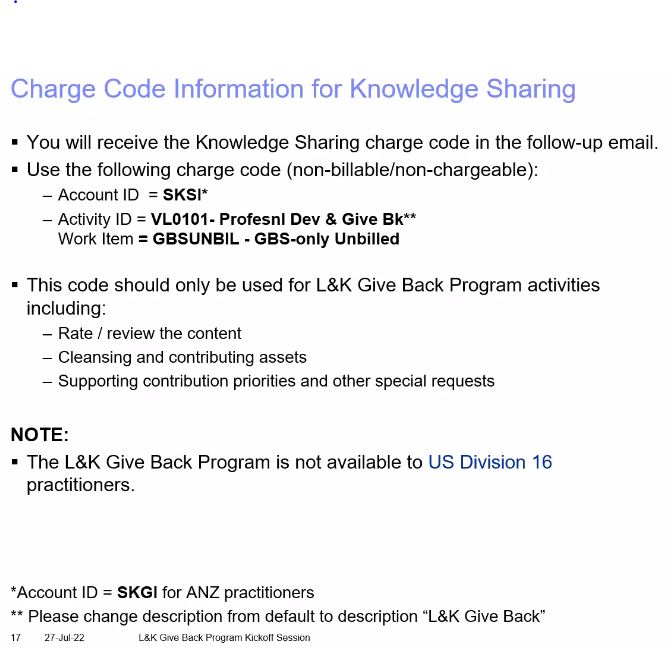 Charge Code Information for Knowledge Sharing
▪ You will receive the Knowledge Sharing charge code in the follow-up email.
▪ Use the following charge code (non-billable/non-chargeable):
– Account ID = SKSI*
– Activity ID = VL0101- Profesnl Dev & Give Bk**
Work Item = GBSUNBIL - GBS-only Unbilled
▪ This code should only be used for L&K Give Back Program activities
including:
– Rate / review the content
– Cleansing and contributing assets
– Supporting contribution priorities and other special requests
NOTE:
▪ The L&K Give Back Program is not available to US Division 16
practitioners.
*Account ID = SKGI for ANZ practitioners
** Please change description from default to description “L&K Give Back”
17 27-Jul-22 L&K Give Back Program Kickoff Session